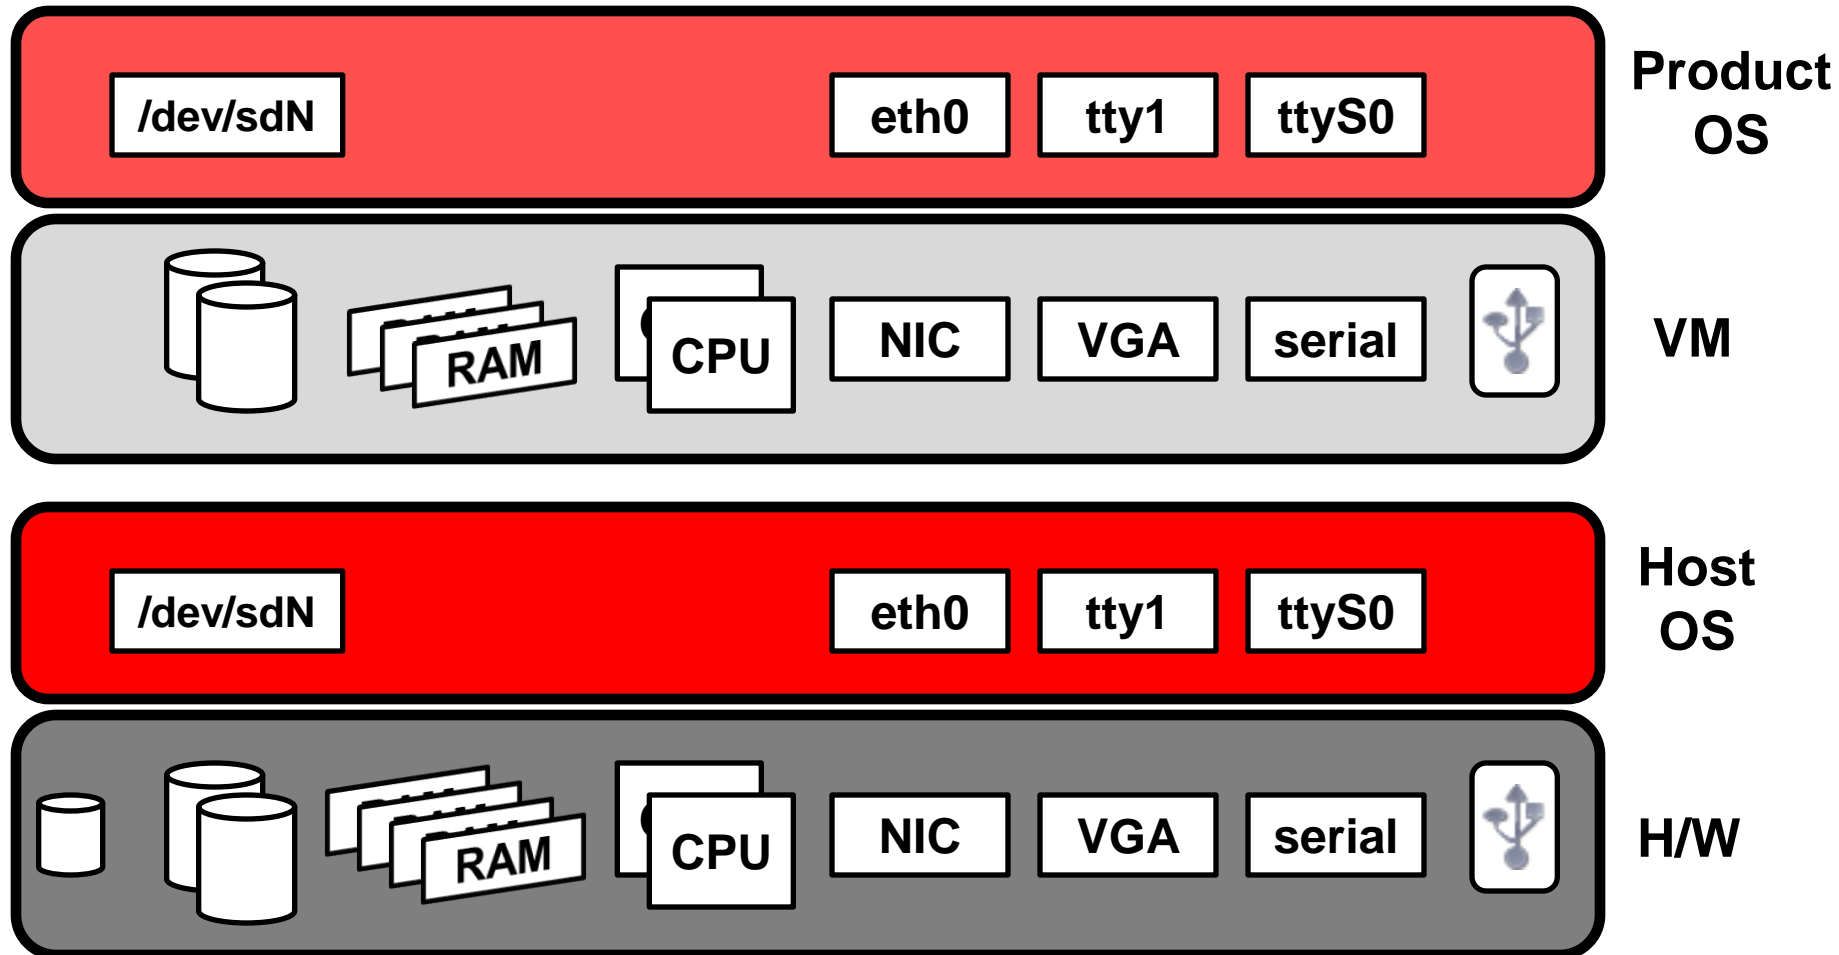 /dev/sdN
eth0
tty1
ttyS0
Product
OS
RAM
CPU
NIC
VGA
serial
VM
/dev/sdN
eth0
tty1
ttyS0
Host
OS
RAM
CPU
NIC
VGA
serial
H/W